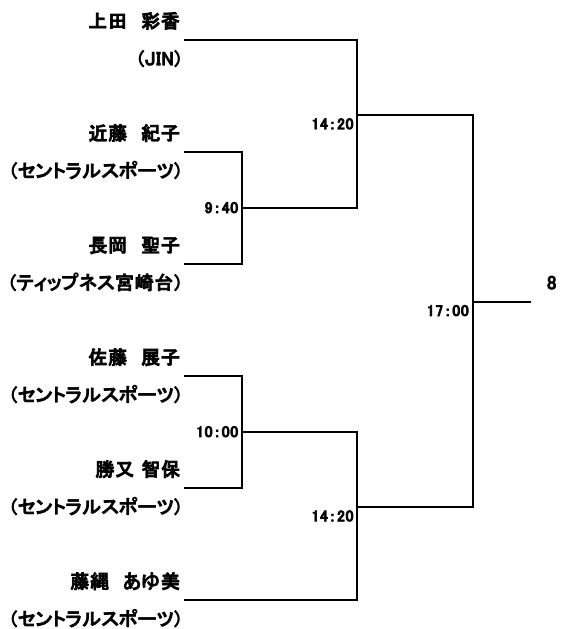 上田　彩香
(JIN)
14:20
近藤　紀子
(セントラルスポーツ)
9:40
長岡　聖子
(ティップネス宮崎台)
8
17:00
佐藤　展子
(セントラルスポーツ)
10:00
勝又 智保
(セントラルスポーツ)
14:20
藤縄　あゆ美
(セントラルスポーツ)